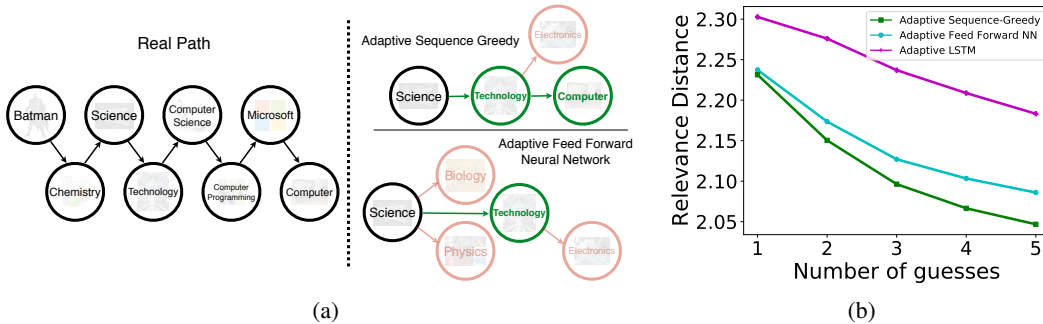 Real Path
Batman
Science
Computer
Science
Microsoft
Chemistry
Technology
Computer
Programming
Computer
Adaptive Sequence Greedy
Electronics
Science
Technology
Computer
Adaptive Feed Forward
Neural Network
Biology
Science
Technology
Physics
Electronics
(a)
Adaptive Sequence-Greedy
Adaptive Feed Forward NN
Adaptive LSTM
Relevance Distance
2.30
2.25
2.20
2.15
2.10
2.05
1 2 3 4 5
Number of guesses
(b)